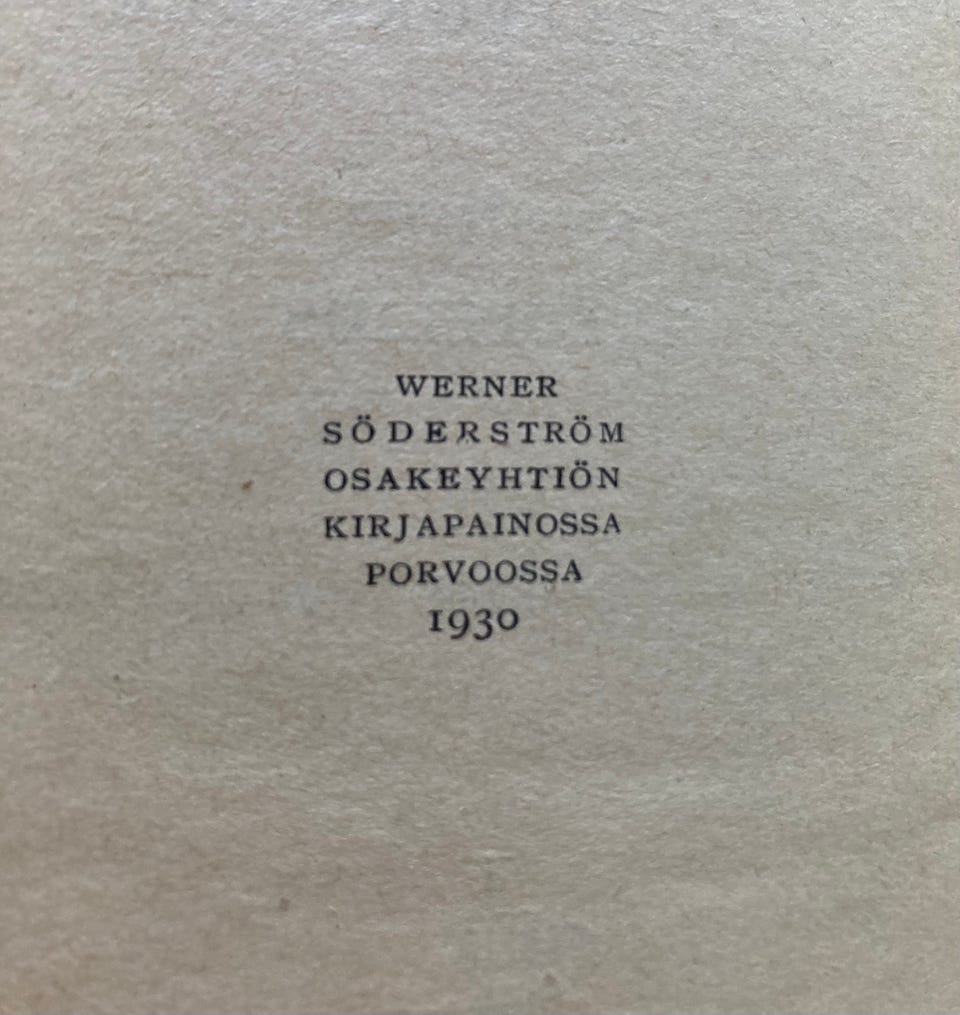 WERNER
SÖDERSTRÖM
OSAKEYHTIÖN
KIRJAPAINOSSA
PORVOOSSA
1930